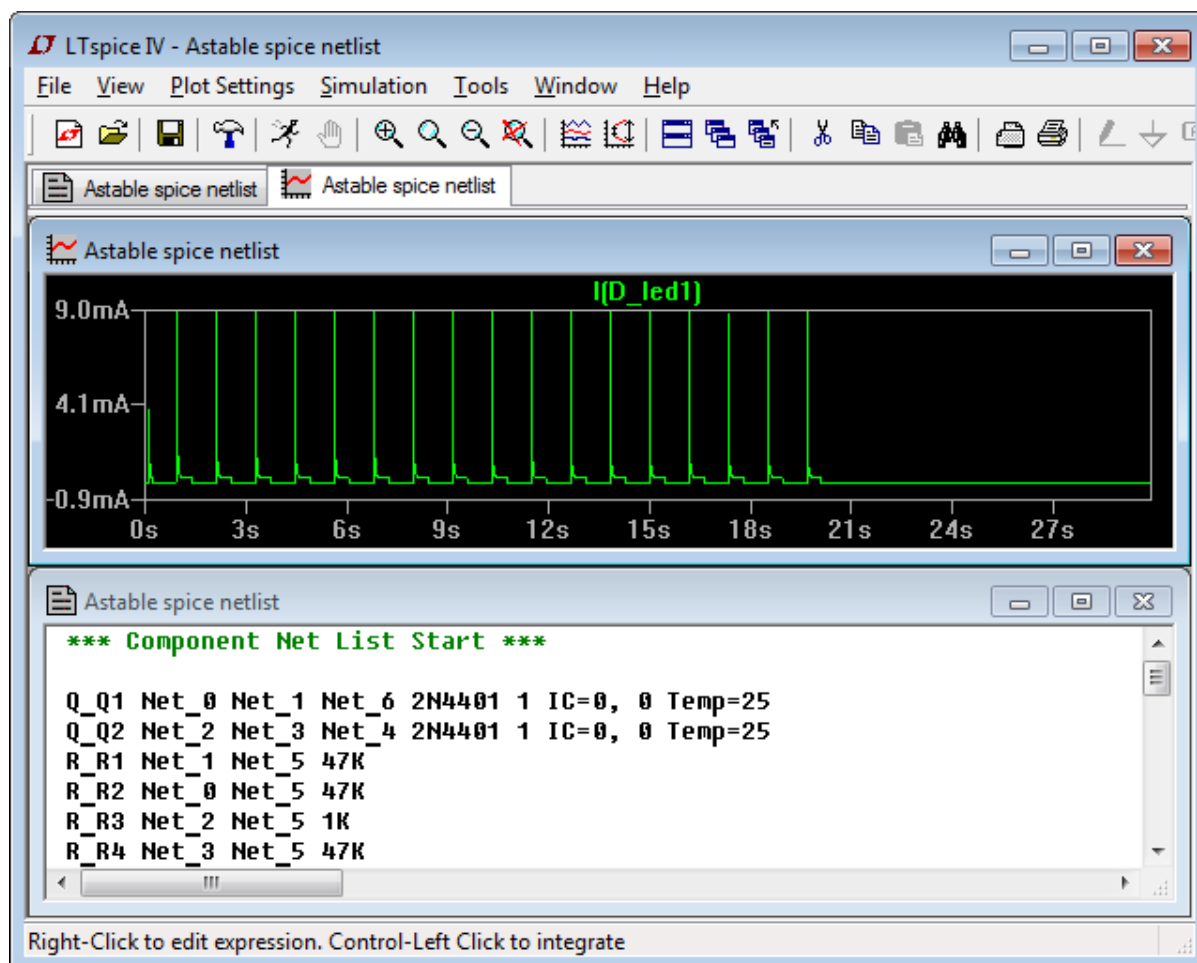 LTspice IV - Astable spice netlist
File View Plot Settings Simulation Tools Window Help
Astable spice netlist Astable spice netlist
Astable spice netlist
I(D_led1)
9.0mA
4.1mA
-0.9mA
0s 3s 6s 9s 12s 15s 18s 21s 24s 27s
Astable spice netlist
*** Component Net List Start ***
Q_Q1 Net_0 Net_1 Net_6 2N4401 1 IC=0, 0 Temp=25
Q_Q2 Net_2 Net_3 Net_4 2N4401 1 IC=0, 0 Temp=25
R_R1 Net_1 Net_5 47K
R_R2 Net_0 Net_5 47K
R_R3 Net_2 Net_5 1K
R_R4 Net_3 Net_5 47K
Right-Click to edit expression. Control-Left Click to integrate